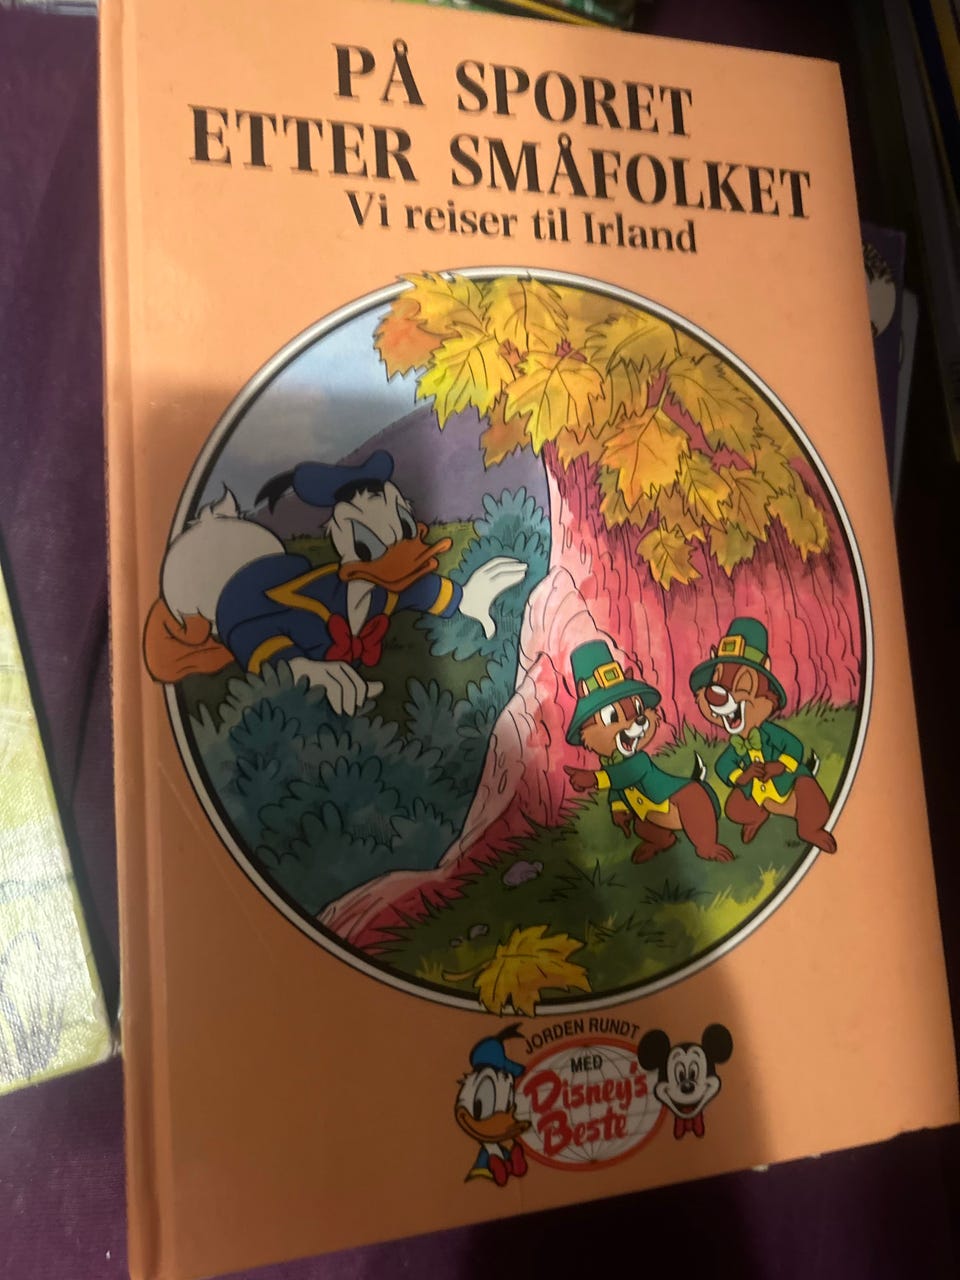 PÅ SPORET
ETTER SMÅFOLKET
Vi reiser til Irland
JORDEN RUNDT
MED
Disney's
Beste